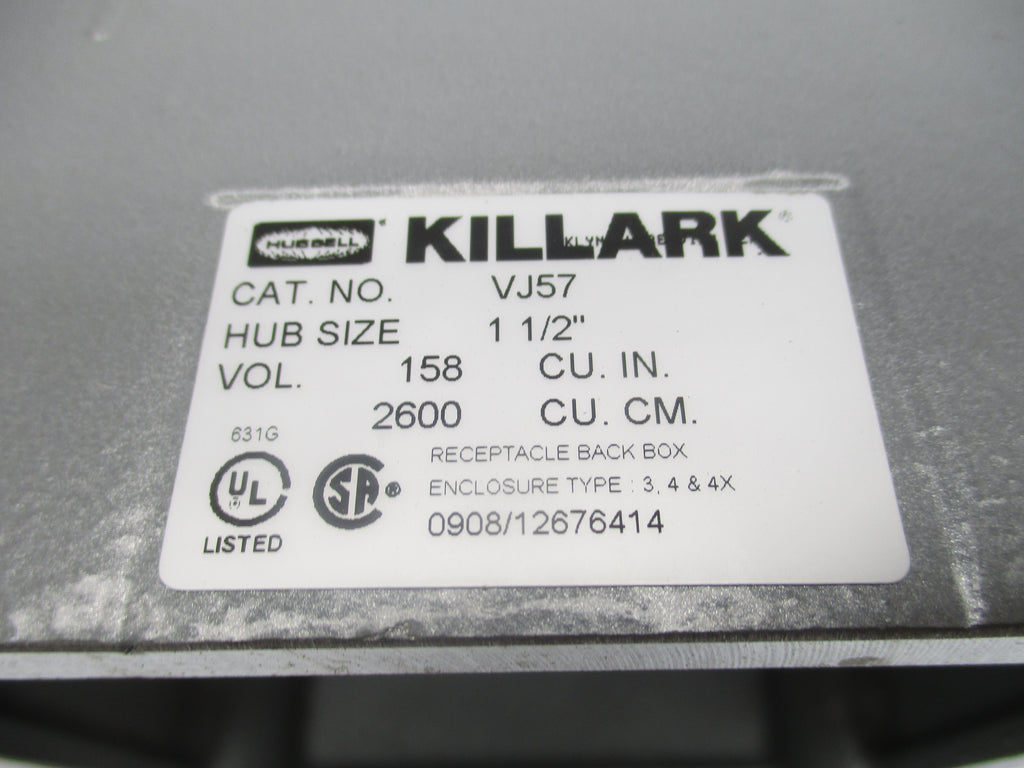 HUBBELL KILLARK ®
CAT. NO. VJ57
HUB SIZE 1 1/2"
VOL. 158 CU. IN.
2600 CU. CM.
631G
UL
LISTED
SA ®
RECEPTACLE BACK BOX
ENCLOSURE TYPE : 3, 4 & 4X
0908/12676414